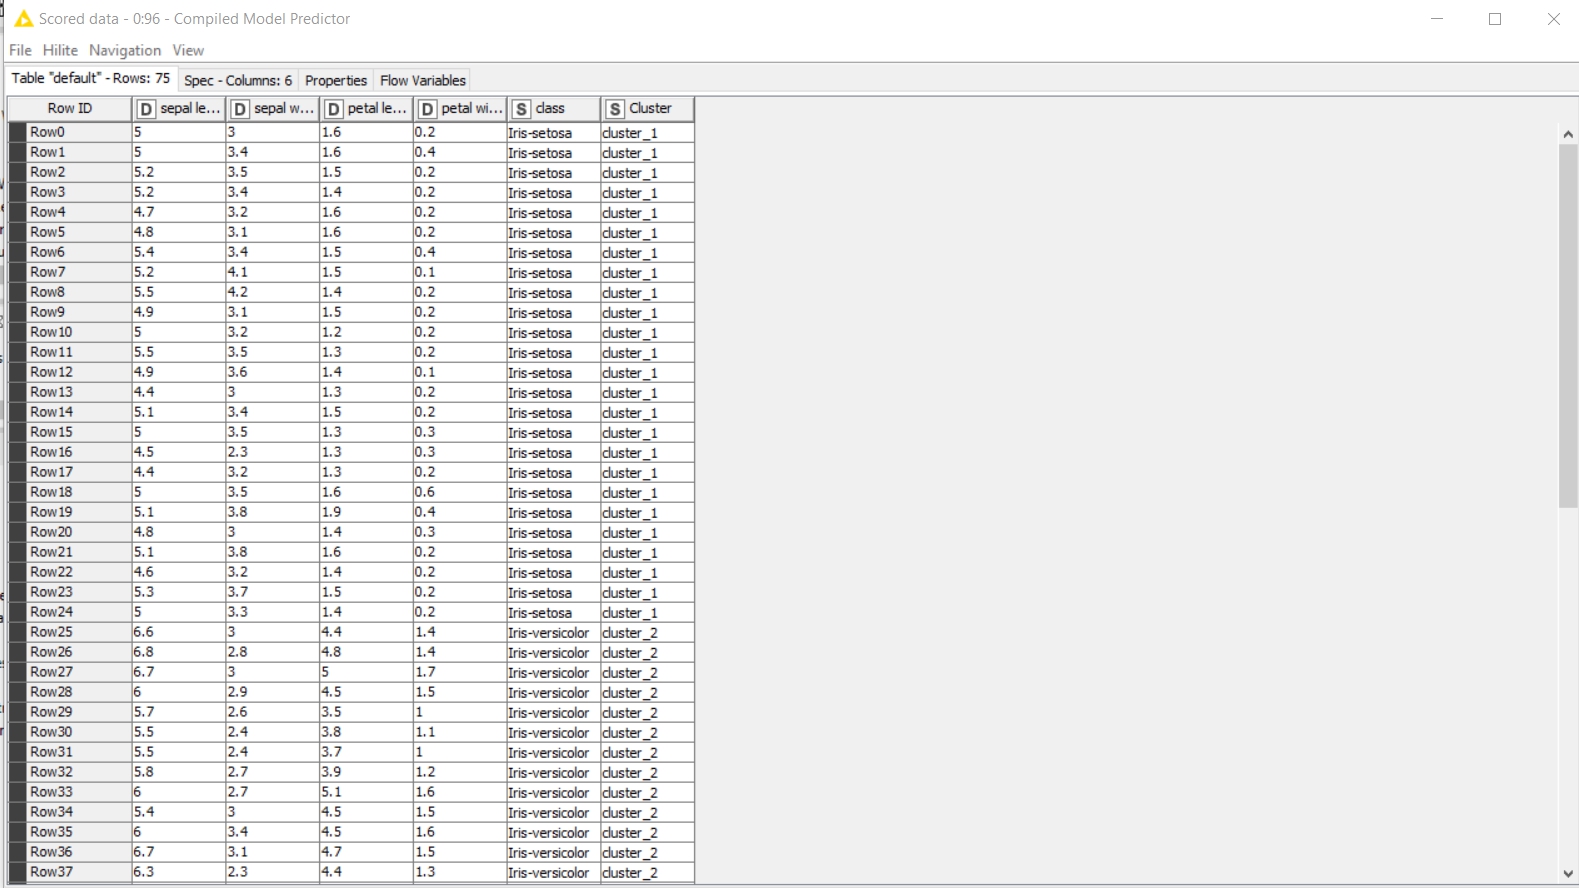 Scored data - 0:96 - Compiled Model Predictor
File Hilite Navigation View
Table "default" - Rows: 75 Spec - Columns: 6 Properties Flow Variables
Row ID D sepal le... D sepal w... D petal le... D petal wi... S class S Cluster
Row0 5 3 1.6 0.2 Iris-setosa cluster_1
Row1 5 3.4 1.6 0.4 Iris-setosa cluster_1
Row2 5.2 3.5 1.5 0.2 Iris-setosa cluster_1
Row3 5.2 3.4 1.4 0.2 Iris-setosa cluster_1
Row4 4.7 3.2 1.6 0.2 Iris-setosa cluster_1
Row5 4.8 3.1 1.6 0.2 Iris-setosa cluster_1
Row6 5.4 3.4 1.5 0.4 Iris-setosa cluster_1
Row7 5.2 4.1 1.5 0.1 Iris-setosa cluster_1
Row8 5.5 4.2 1.4 0.2 Iris-setosa cluster_1
Row9 4.9 3.1 1.5 0.2 Iris-setosa cluster_1
Row10 5 3.2 1.2 0.2 Iris-setosa cluster_1
Row11 5.5 3.5 1.3 0.2 Iris-setosa cluster_1
Row12 4.9 3.6 1.4 0.1 Iris-setosa cluster_1
Row13 4.4 3 1.3 0.2 Iris-setosa cluster_1
Row14 5.1 3.4 1.5 0.2 Iris-setosa cluster_1
Row15 5 3.5 1.3 0.3 Iris-setosa cluster_1
Row16 4.5 2.3 1.3 0.3 Iris-setosa cluster_1
Row17 4.4 3.2 1.3 0.2 Iris-setosa cluster_1
Row18 5 3.5 1.6 0.6 Iris-setosa cluster_1
Row19 5.1 3.8 1.9 0.4 Iris-setosa cluster_1
Row20 4.8 3 1.4 0.3 Iris-setosa cluster_1
Row21 5.1 3.8 1.6 0.2 Iris-setosa cluster_1
Row22 4.6 3.2 1.4 0.2 Iris-setosa cluster_1
Row23 5.3 3.7 1.5 0.2 Iris-setosa cluster_1
Row24 5 3.3 1.4 0.2 Iris-setosa cluster_1
Row25 6.6 3 4.4 1.4 Iris-versicolor cluster_2
Row26 6.8 2.8 4.8 1.4 Iris-versicolor cluster_2
Row27 6.7 3 5 1.7 Iris-versicolor cluster_2
Row28 6 2.9 4.5 1.5 Iris-versicolor cluster_2
Row29 5.7 2.6 3.5 1 Iris-versicolor cluster_2
Row30 5.5 2.4 3.8 1.1 Iris-versicolor cluster_2
Row31 5.5 2.4 3.7 1 Iris-versicolor cluster_2
Row32 5.8 2.7 3.9 1.2 Iris-versicolor cluster_2
Row33 6 2.7 5.1 1.6 Iris-versicolor cluster_2
Row34 5.4 3 4.5 1.5 Iris-versicolor cluster_2
Row35 6 3.4 4.5 1.6 Iris-versicolor cluster_2
Row36 6.7 3.1 4.7 1.5 Iris-versicolor cluster_2
Row37 6.3 2.3 4.4 1.3 Iris-versicolor cluster_2